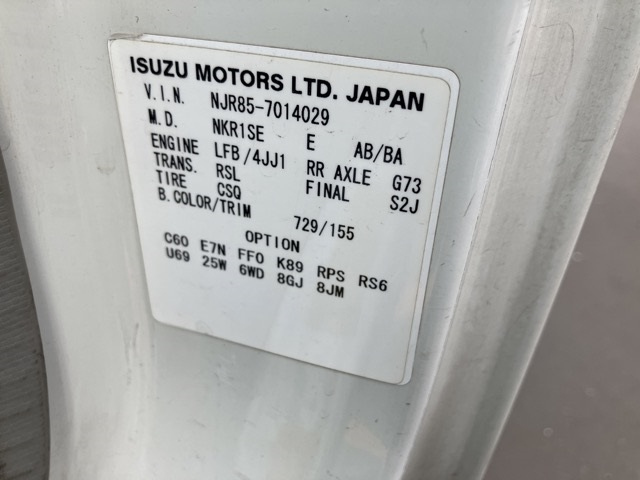 ISUZU MOTORS LTD. JAPAN
V.I.N. NJR85-7014029
M.D. NKR1SE E AB/BA
ENGINE LFB/4JJ1 RR AXLE G73
TRANS. RSL FINAL S2J
TIRE CSQ
B.COLOR/TRIM 729/155
OPTION
C60 E7N FF0 K89 RPS RS6
U69 25W 6WD 8GJ 8JM